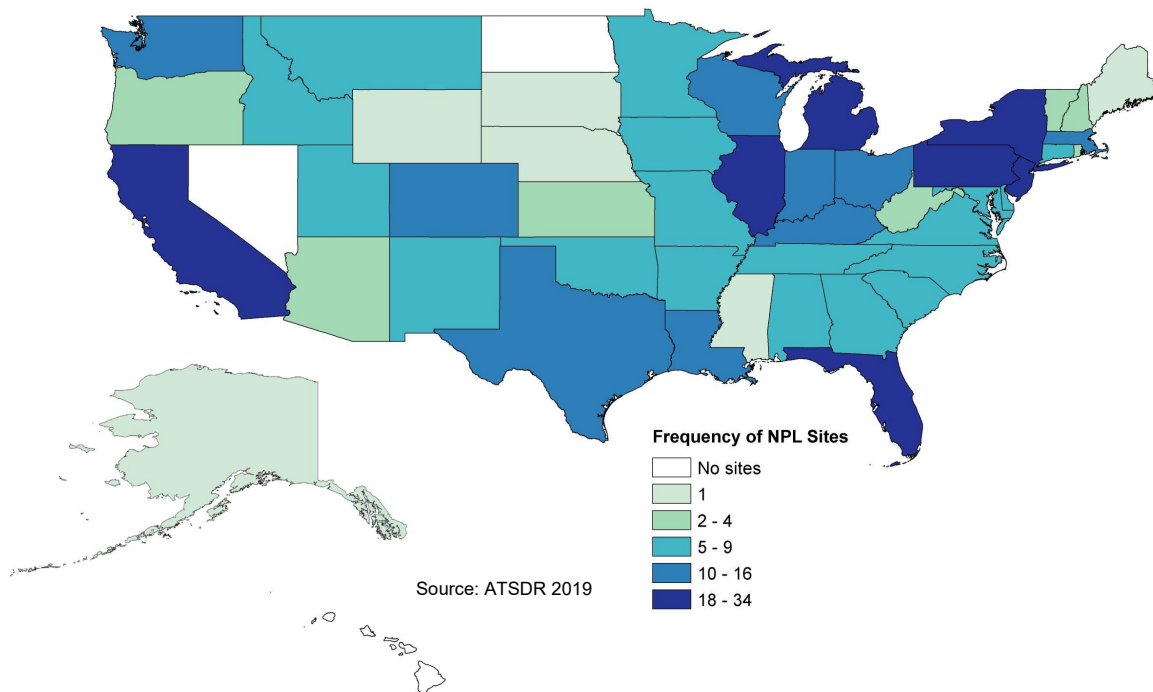 Frequency of NPL Sites
No sites
1
2 - 4
5 - 9
10 - 16
18 - 34
Source: ATSDR 2019